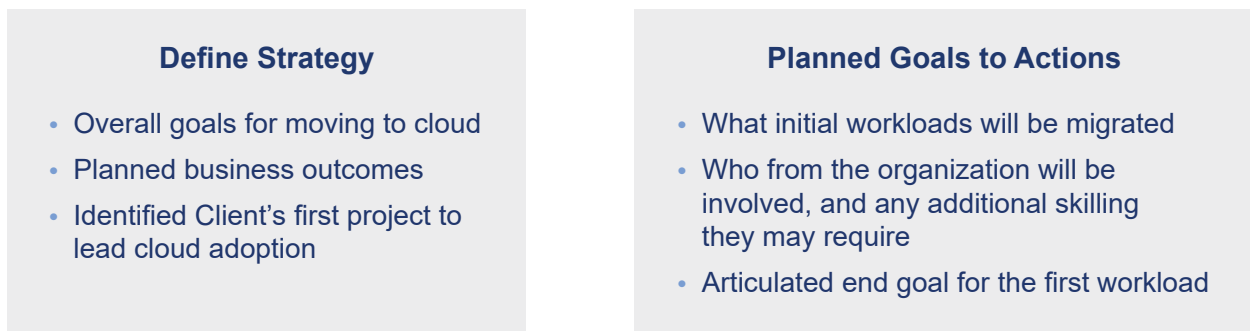 Define Strategy
• Overall goals for moving to cloud
• Planned business outcomes
• Identified Client’s first project to
lead cloud adoption
Planned Goals to Actions
• What initial workloads will be migrated
• Who from the organization will be
involved, and any additional skilling
they may require
• Articulated end goal for the first workload